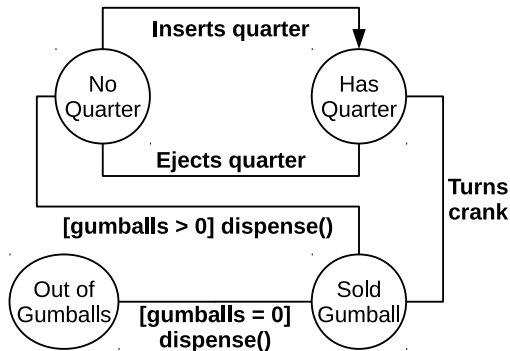 Inserts quarter
No
Quarter
Has
Quarter
Ejects quarter
Turns
crank
[gumballs > 0] dispense()
Out of
Gumballs
[gumballs = 0]
dispense()
Sold
Gumball